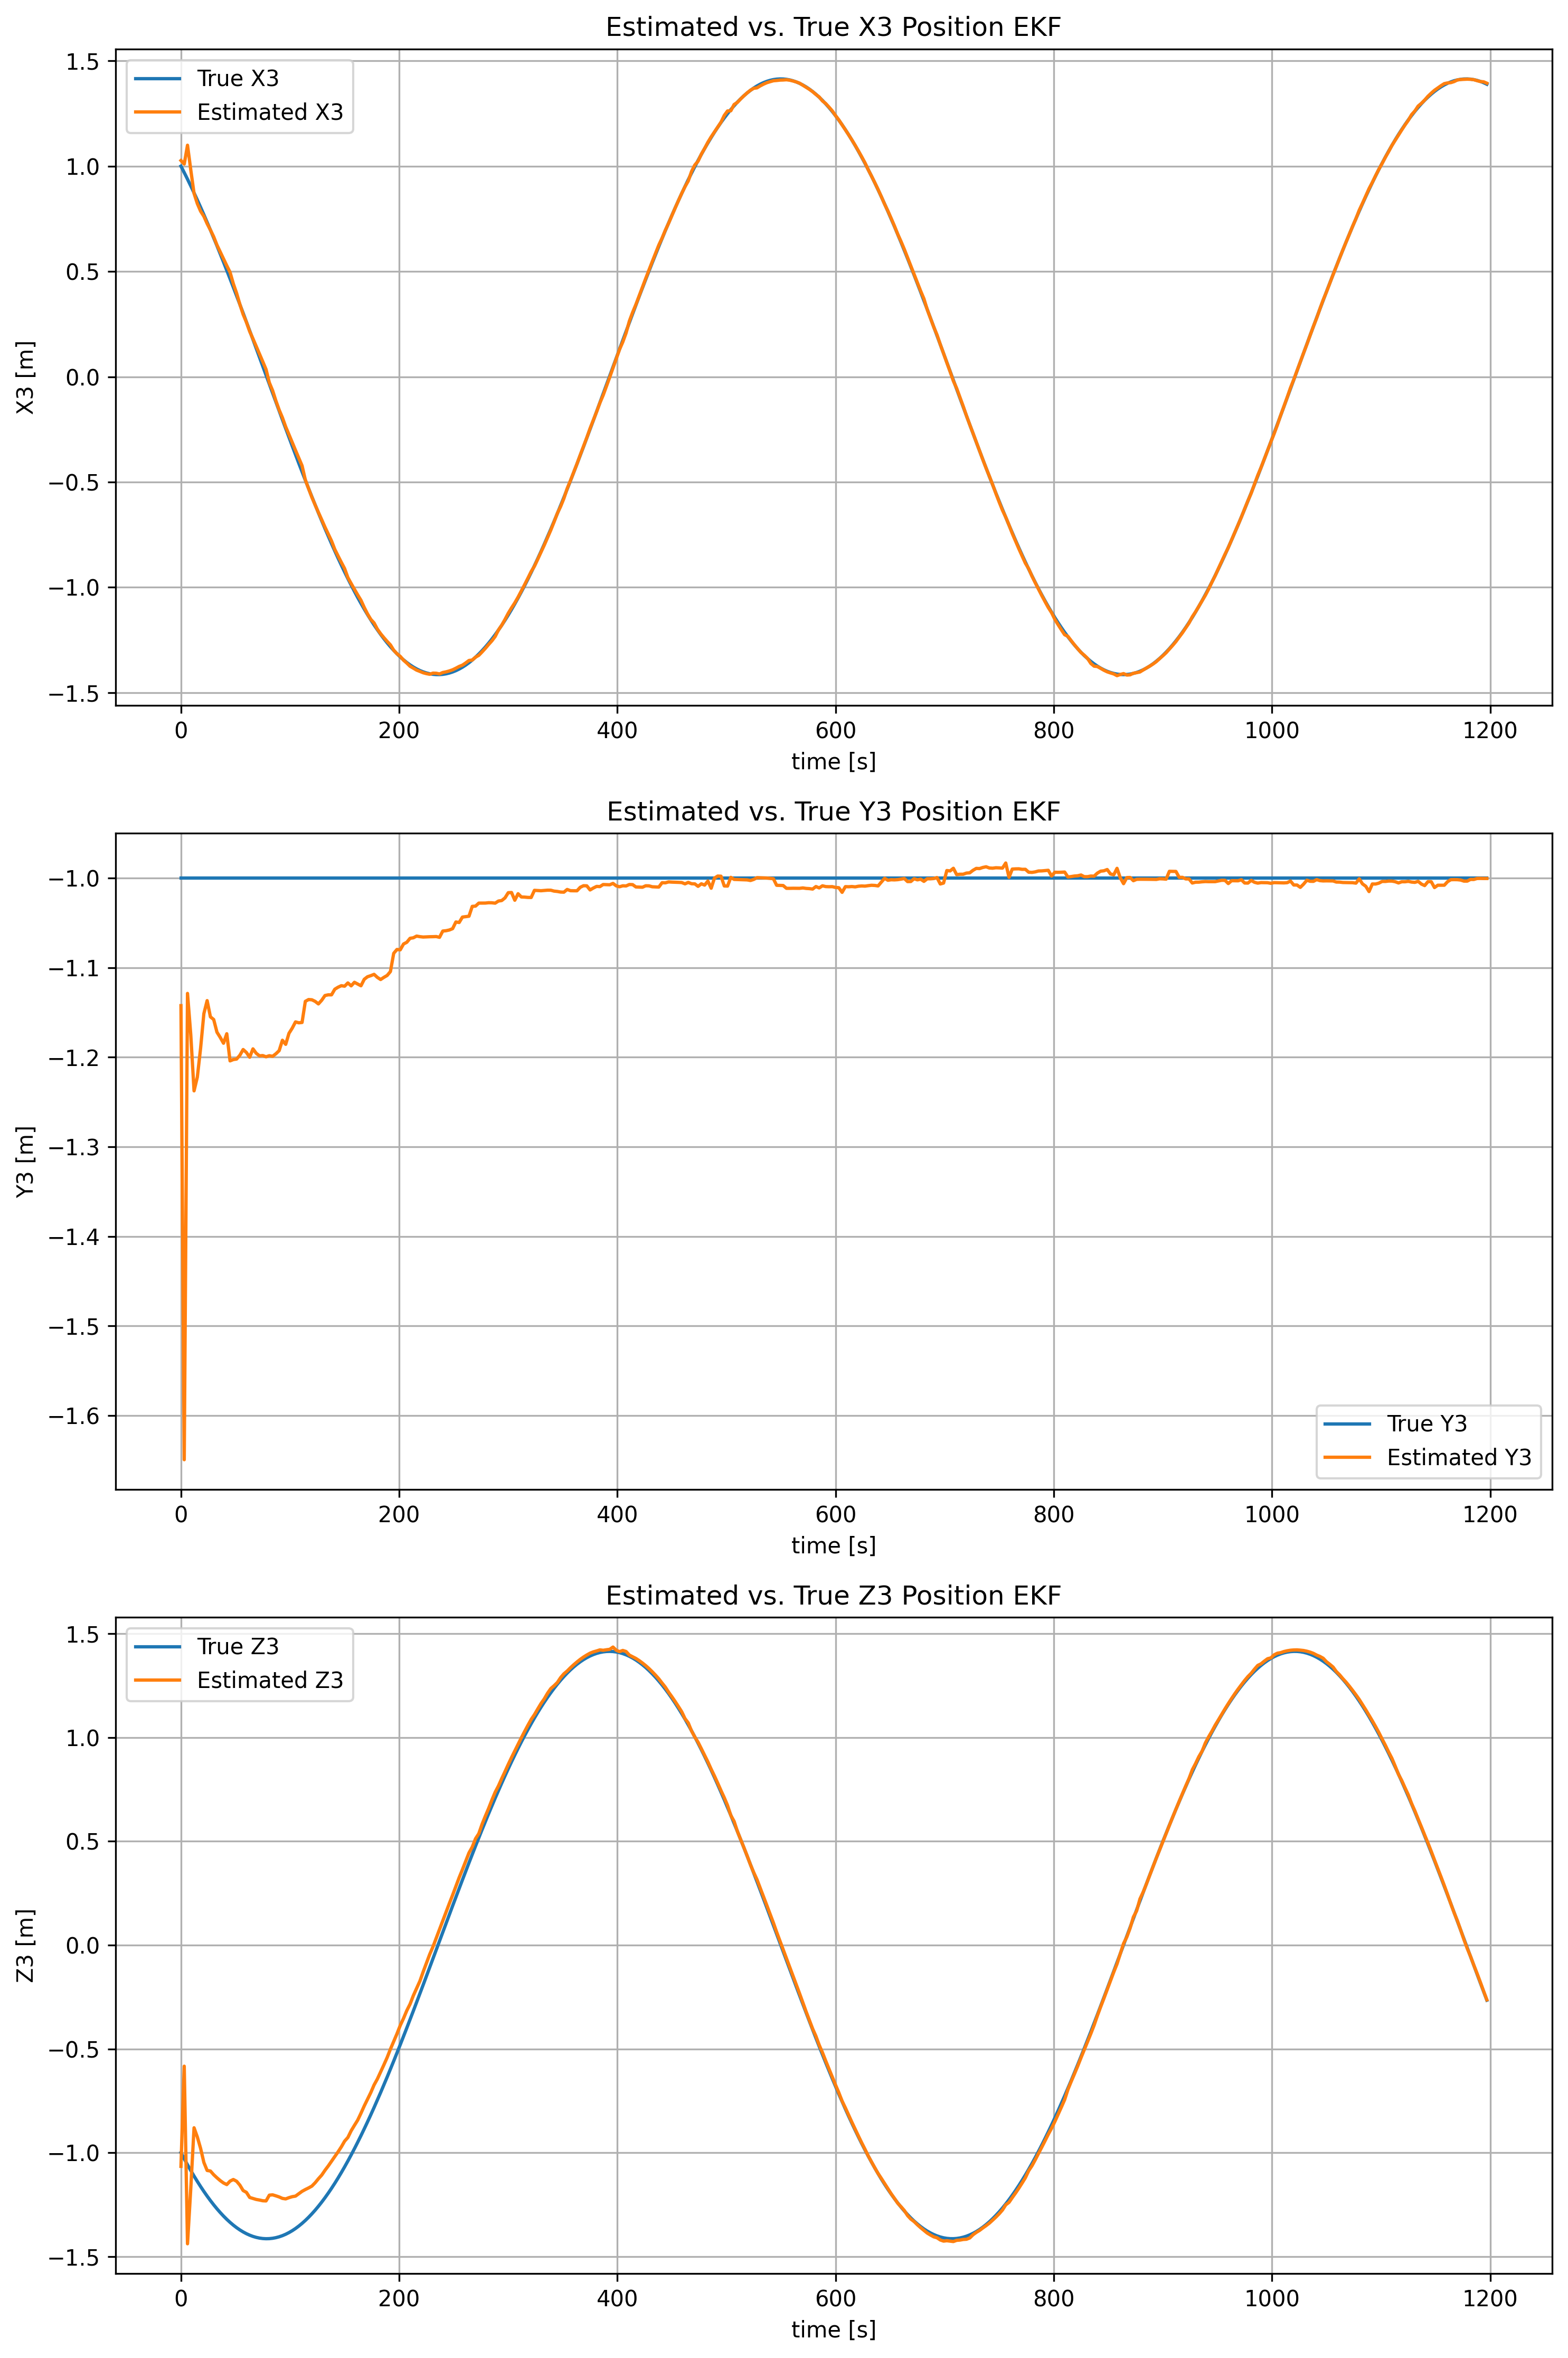 Estimated vs. True X3 Position EKF
True X3
Estimated X3
1.5
1.0
0.5
0.0
−0.5
−1.0
−1.5
X3 [m]
0 200 400 600 800 1000 1200
time [s]
Estimated vs. True Y3 Position EKF
−1.0
−1.1
−1.2
−1.3
−1.4
−1.5
−1.6
Y3 [m]
True Y3
Estimated Y3
0 200 400 600 800 1000 1200
time [s]
Estimated vs. True Z3 Position EKF
True Z3
Estimated Z3
1.5
1.0
0.5
0.0
−0.5
−1.0
−1.5
Z3 [m]
0 200 400 600 800 1000 1200
time [s]